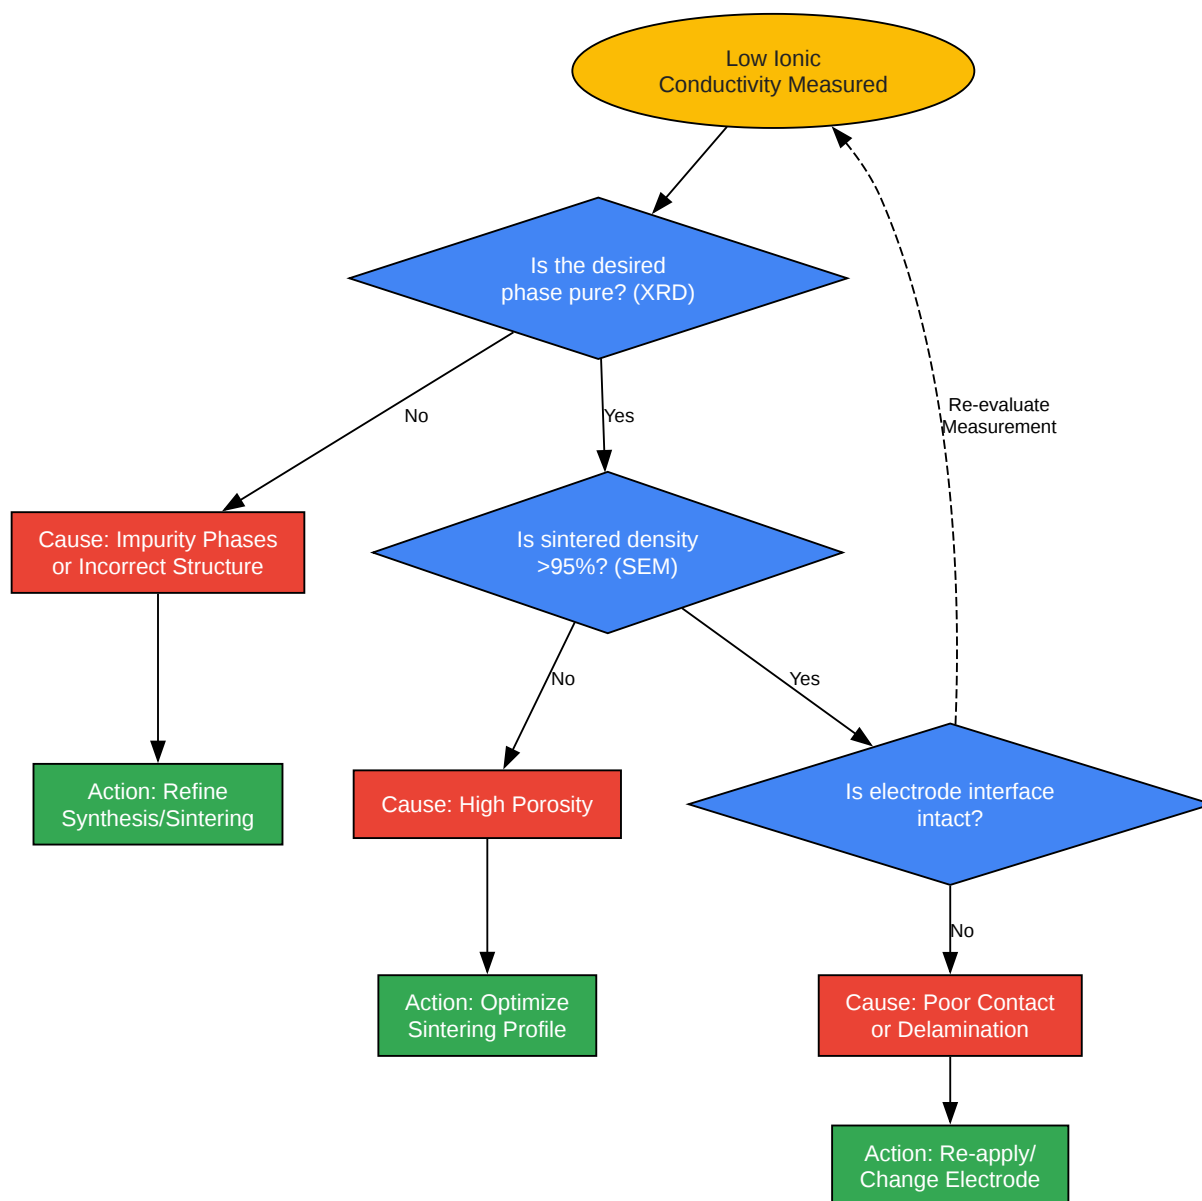 Low Ionic
Conductivity Measured
Is the desired
phase pure? (XRD)
Re-evaluate
Measurement
No
Yes
Cause: Impurity Phases
or Incorrect Structure
Is sintered density
>95%? (SEM)
No
Yes
Action: Refine
Synthesis/Sintering
Cause: High Porosity
Is electrode interface
intact?
No
Action: Optimize
Sintering Profile
Cause: Poor Contact
or Delamination
Action: Re-apply/
Change Electrode